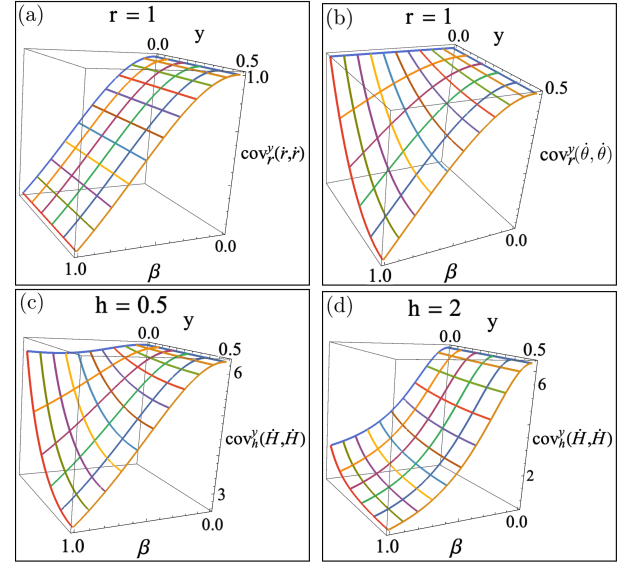 (a)
r = 1
0.0
y
0.5
1.0
cov_r^y(ṙ,ṙ)
0.0
1.0
β
(b)
r = 1
0.0
y
0.5
cov_r^y(θ̇, θ̇)
0.0
1.0
β
(c)
h = 0.5
0.0
y
0.5
6
cov_h^y(Ḣ,Ḣ)
3
0.0
1.0
β
(d)
h = 2
0.0
y
0.5
6
cov_h^y(Ḣ,Ḣ)
2
0.0
1.0
β